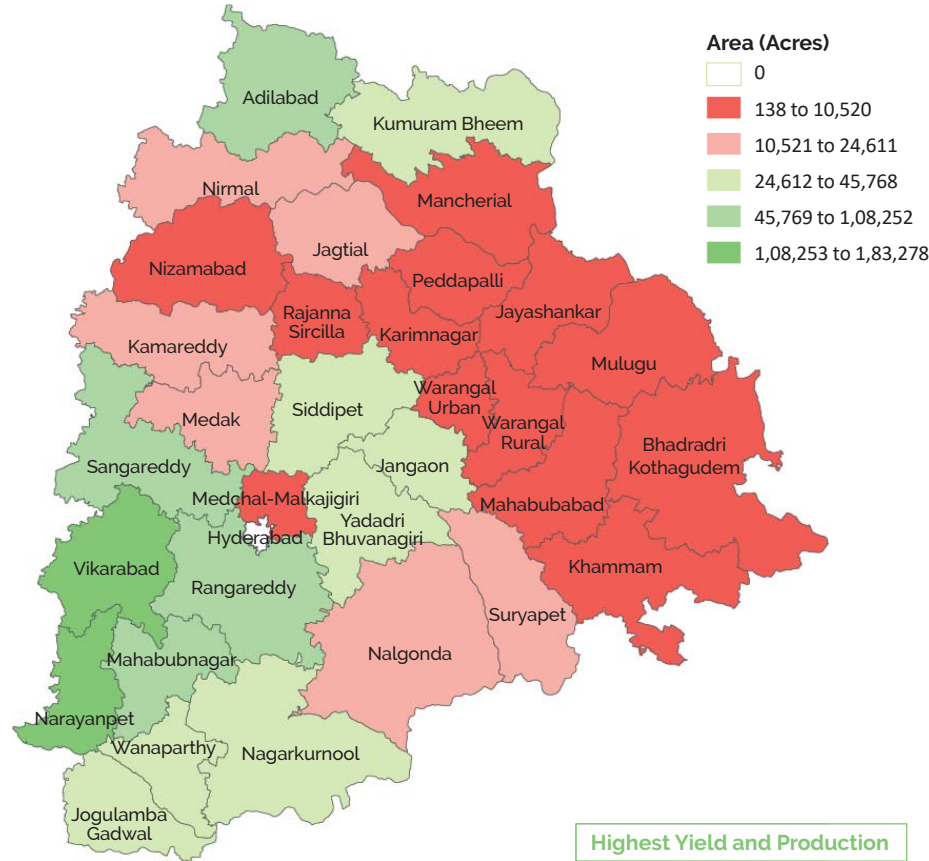 Area (Acres)
0
138 to 10,520
10,521 to 24,611
24,612 to 45,768
45,769 to 1,08,252
1,08,253 to 1,83,278
Adilabad
Kumuram Bheem
Nirmal
Mancherial
Jagtial
Nizamabad
Peddapalli
Rajanna
Sircilla
Karimnagar
Jayashankar
Kamareddy
Mulugu
Siddipet
Warangal
Urban
Medak
Warangal
Rural
Bhadradri
Kothagudem
Sangareddy
Jangaon
Medchal-Malkajigiri
Mahabubabad
Yadadri
Bhuvanagiri
Hyderabad
Vikarabad
Khammam
Rangareddy
Suryapet
Mahabubnagar
Nalgonda
Narayanpet
Wanaparthy
Nagarkurnool
Jogulamba
Gadwal
Highest Yield and Production